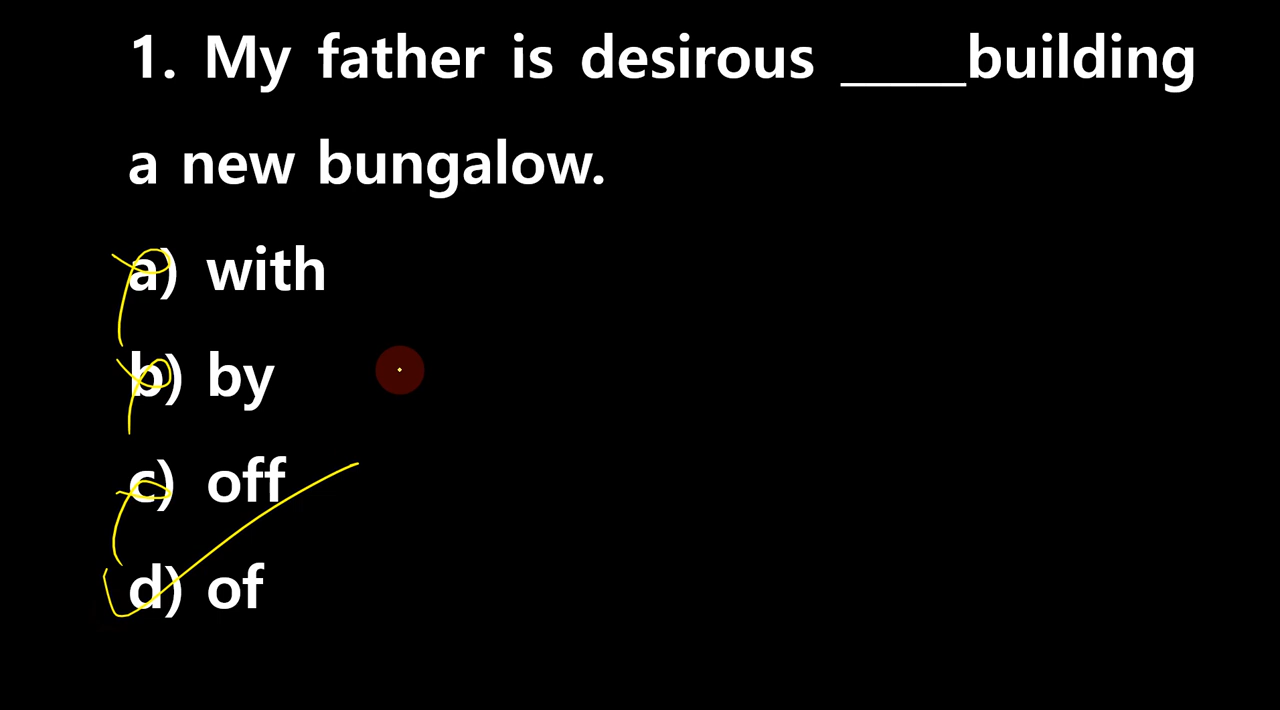 1. My father is desirous _____building
a new bungalow.
a) with
b) by
c) off
d) of